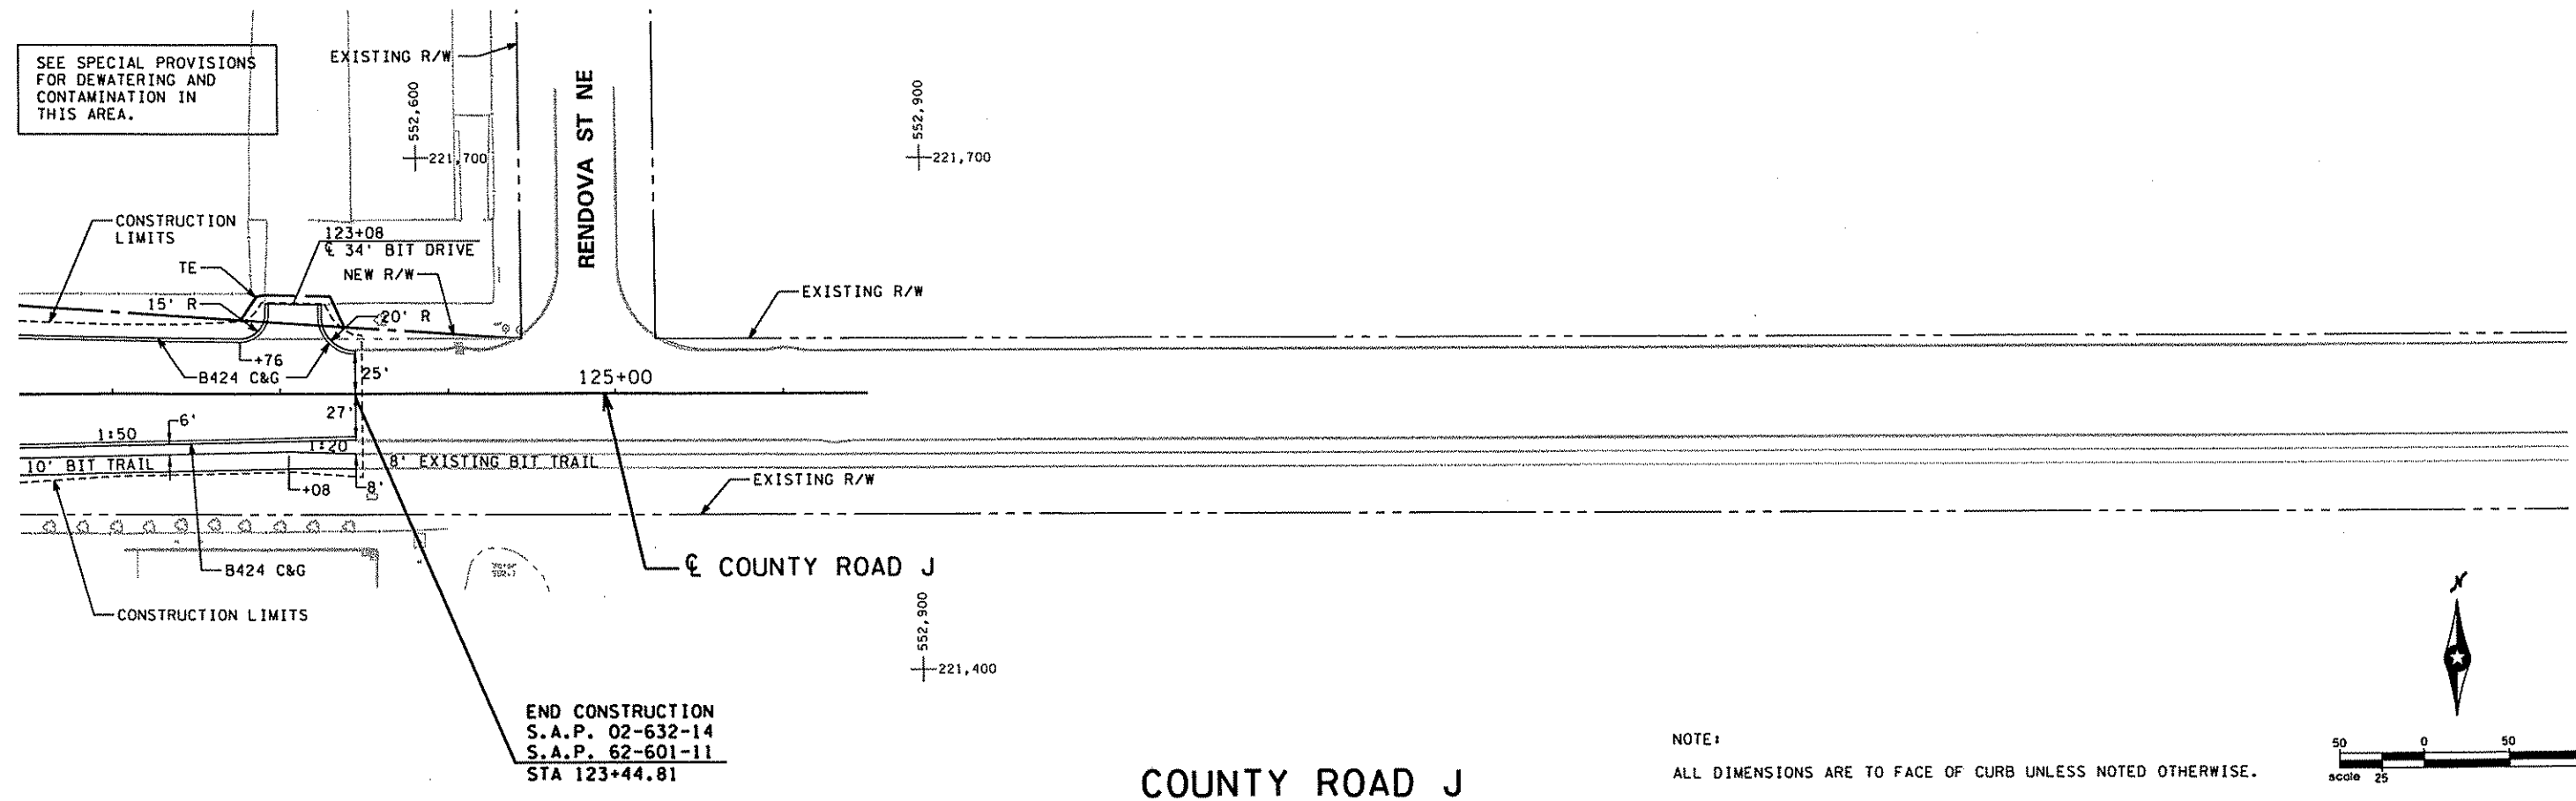 SEE SPECIAL PROVISIONS
FOR DEWATERING AND
CONTAMINATION IN
THIS AREA.
EXISTING R/W
552,600
221,700
RENDOVA ST NE
552,900
221,700
CONSTRUCTION
LIMITS
123+08
℄ 34' BIT DRIVE
TE
NEW R/W
15' R
20' R
EXISTING R/W
+76
B424 C&G
25'
125+00
27'
6'
1:50
1:20
10' BIT TRAIL
8' EXISTING BIT TRAIL
+08
8'
EXISTING R/W
B424 C&G
℄ COUNTY ROAD J
CONSTRUCTION LIMITS
552,900
221,400
END CONSTRUCTION
S.A.P. 02-632-14
S.A.P. 62-601-11
STA 123+44.81
COUNTY ROAD J
NOTE:
ALL DIMENSIONS ARE TO FACE OF CURB UNLESS NOTED OTHERWISE.
N
50 0 50
scale 25